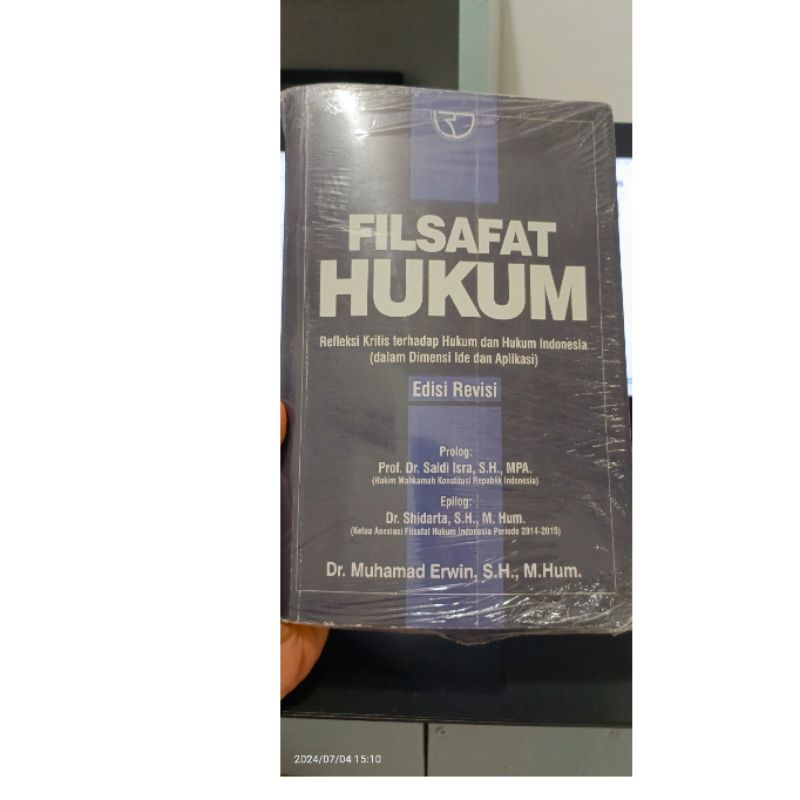 FILSAFAT
HUKUM
Refleksi Kritis terhadap Hukum dan Hukum Indonesia
(dalam Dimensi Ide dan Aplikasi)
Edisi Revisi
Prolog:
Prof. Dr. Saldi Isra, S.H., MPA.
(Hakim Mahkamah Konstitusi Republik Indonesia)
Epilog:
Dr. Shidarta, S.H., M. Hum.
(Ketua Asosiasi Filsafat Hukum Indonesia Periode 2014-2015)
Dr. Muhamad Erwin, S.H., M.Hum.
2024/07/04 15:10